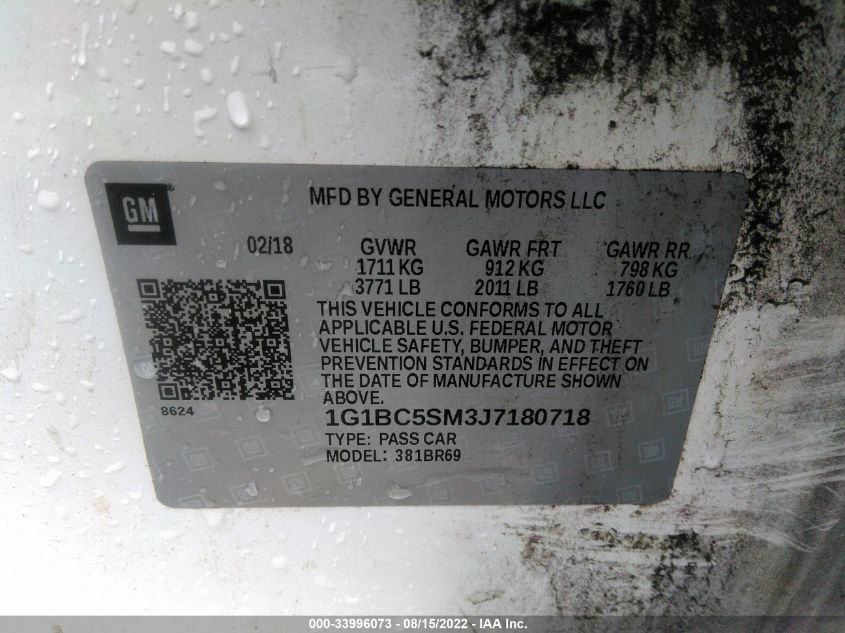 GM
MFD BY GENERAL MOTORS LLC
02/18 GVWR GAWR FRT GAWR RR
1711 KG 912 KG 798 KG
3771 LB 2011 LB 1760 LB
THIS VEHICLE CONFORMS TO ALL
APPLICABLE U.S. FEDERAL MOTOR
VEHICLE SAFETY, BUMPER, AND THEFT
PREVENTION STANDARDS IN EFFECT ON
THE DATE OF MANUFACTURE SHOWN
ABOVE.
8624
1G1BC5SM3J7180718
TYPE: PASS CAR
MODEL: 381BR69
000-33996073 - 08/15/2022 - IAA Inc.